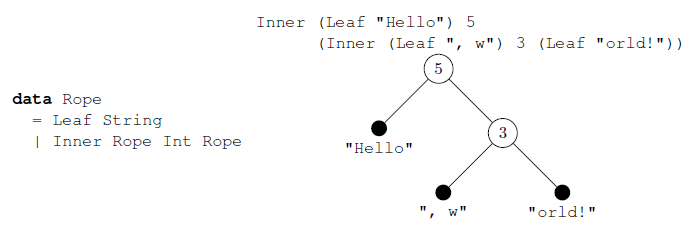 Inner (Leaf "Hello") 5
(Inner (Leaf ", w") 3 (Leaf "orld!"))
5
data Rope
= Leaf String
| Inner Rope Int Rope
3
"Hello"
", w"
"orld!"